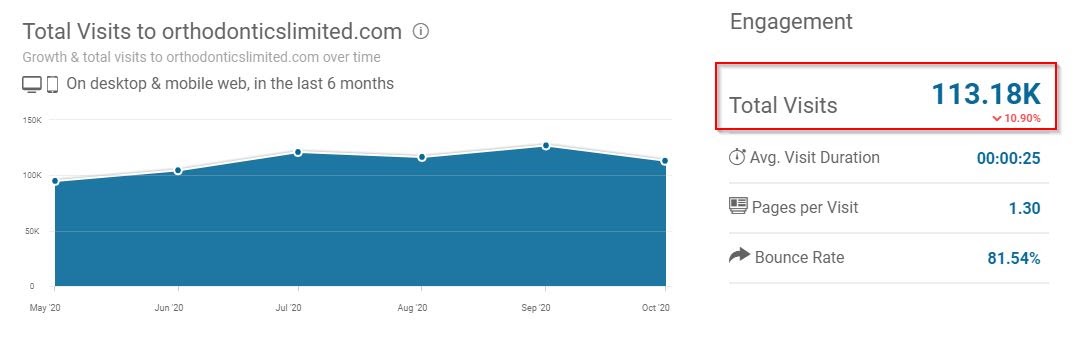 Total Visits to orthodonticslimited.com
Growth & total visits to orthodonticslimited.com over time
On desktop & mobile web, in the last 6 months
150K
100K
50K
0
May '20 Jun '20 Jul '20 Aug '20 Sep '20 Oct '20
Engagement
Total Visits 113.18K
10.90%
Avg. Visit Duration 00:00:25
Pages per Visit 1.30
Bounce Rate 81.54%